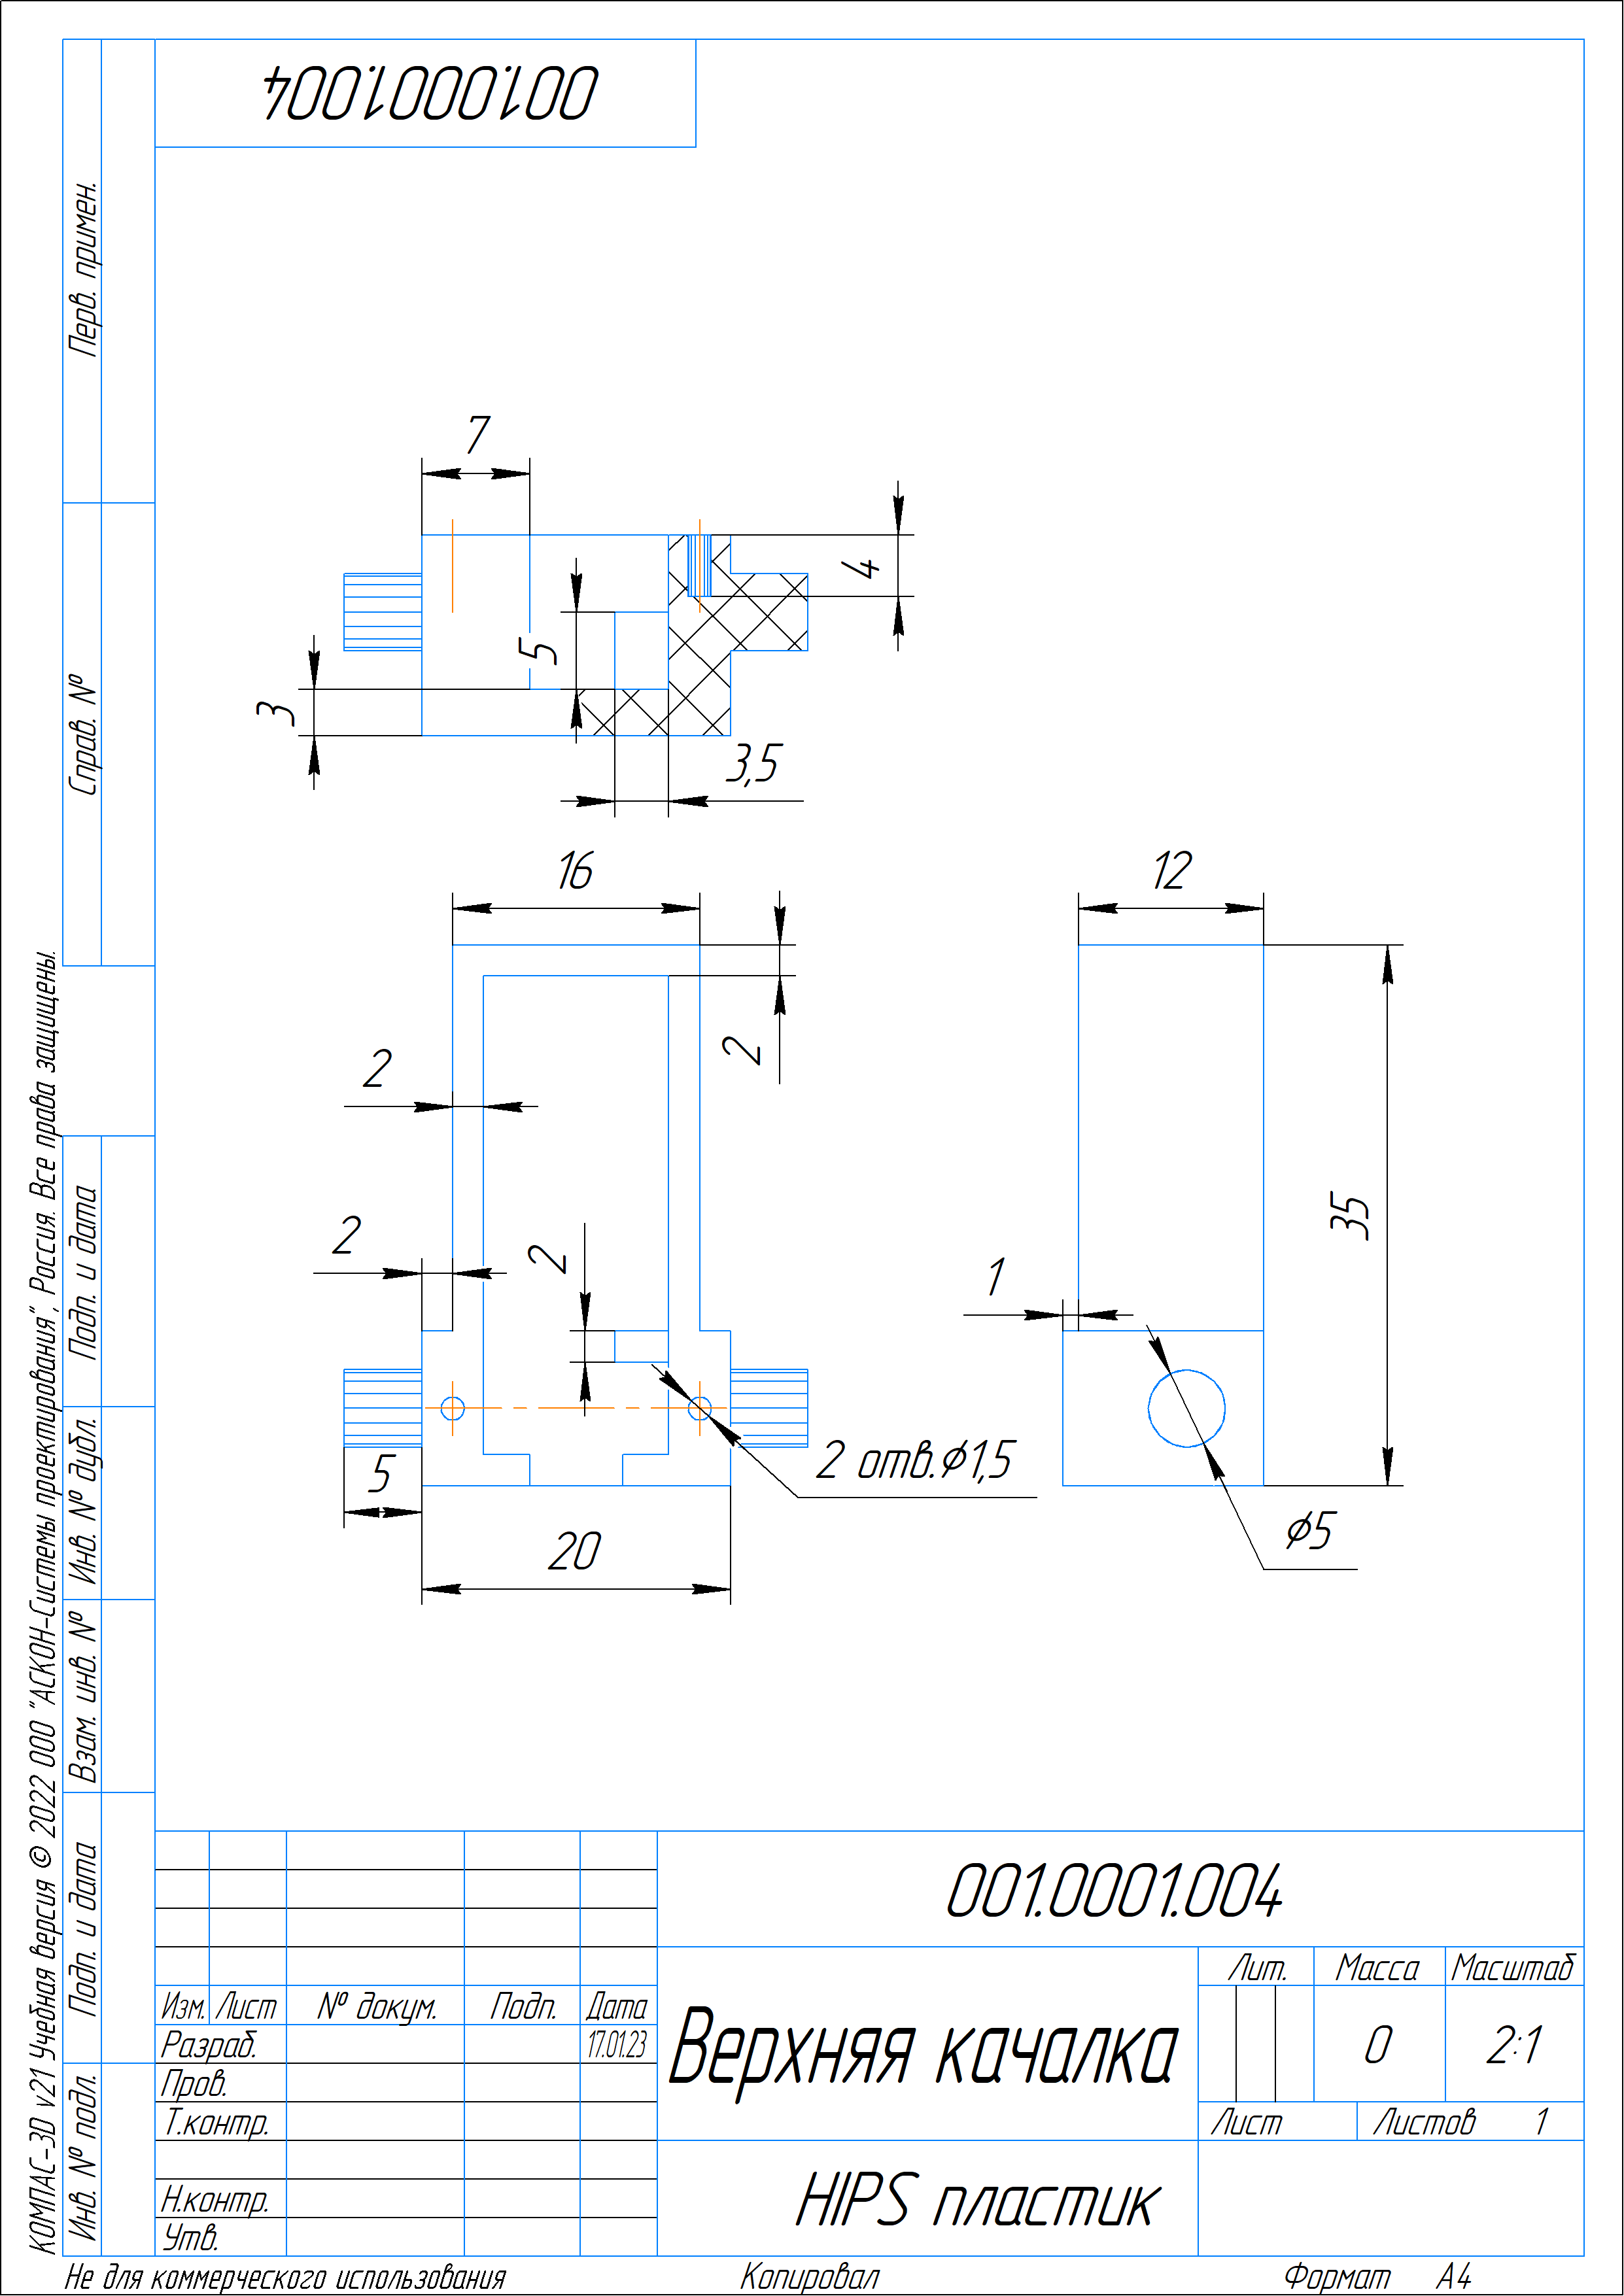 001.0001.004
Перв. примен.
Справ. №
Подп. и дата
Инв. № дубл.
Взам. инв. №
Подп. и дата
Инв. № подл.
КОМПАС-3D v21 Учебная версия © 2022 ООО "АСКОН-Системы проектирования", Россия. Все права защищены.
7
4
5
3
3,5
16
12
2
2
35
2
2
1
2 отв.⌀1,5
5
⌀5
20
001.0001.004
Лит. Масса Масштаб
Изм. Лист № докум. Подп. Дата
Разраб. 17.01.23
Верхняя качалка
0 2:1
Пров.
Т.контр.
Лист Листов 1
Н.контр.
HIPS пластик
Утв.
Не для коммерческого использования Копировал Формат А4